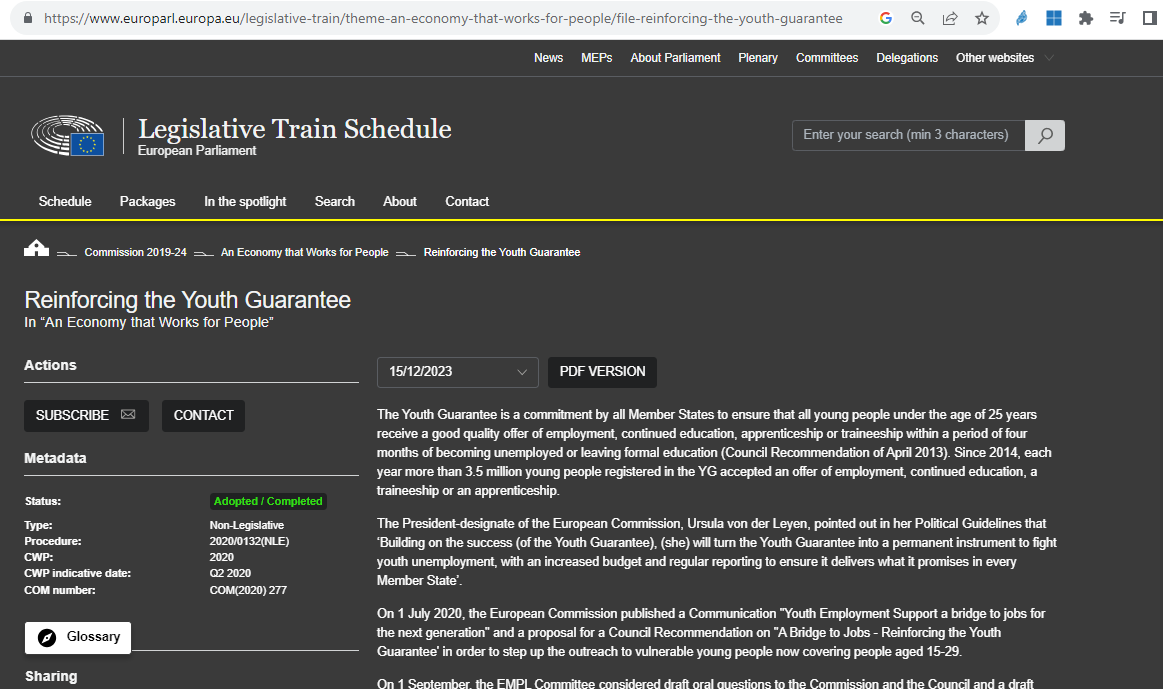 https://www.europarl.europa.eu/legislative-train/theme-an-economy-that-works-for-people/file-reinforcing-the-youth-guarantee
News MEPs About Parliament Plenary Committees Delegations Other websites
Legislative Train Schedule
European Parliament
Enter your search (min 3 characters)
Schedule Packages In the spotlight Search About Contact
Commission 2019-24 An Economy that Works for People Reinforcing the Youth Guarantee
Reinforcing the Youth Guarantee
In “An Economy that Works for People”
Actions
SUBSCRIBE CONTACT
Metadata
Status: Adopted / Completed
Type: Non-Legislative
Procedure: 2020/0132(NLE)
CWP: 2020
CWP indicative date: Q2 2020
COM number: COM(2020) 277
Glossary
Sharing
15/12/2023 PDF VERSION
The Youth Guarantee is a commitment by all Member States to ensure that all young people under the age of 25 years
receive a good quality offer of employment, continued education, apprenticeship or traineeship within a period of four
months of becoming unemployed or leaving formal education (Council Recommendation of April 2013). Since 2014, each
year more than 3.5 million young people registered in the YG accepted an offer of employment, continued education, a
traineeship or an apprenticeship.
The President-designate of the European Commission, Ursula von der Leyen, pointed out in her Political Guidelines that
‘Building on the success (of the Youth Guarantee), (she) will turn the Youth Guarantee into a permanent instrument to fight
youth unemployment, with an increased budget and regular reporting to ensure it delivers what it promises in every
Member State’.
On 1 July 2020, the European Commission published a Communication "Youth Employment Support a bridge to jobs for
the next generation" and a proposal for a Council Recommendation on "A Bridge to Jobs - Reinforcing the Youth
Guarantee' in order to step up the outreach to vulnerable young people now covering people aged 15-29.
On 1 September, the EMPL Committee considered draft oral questions to the Commission and the Council and a draft